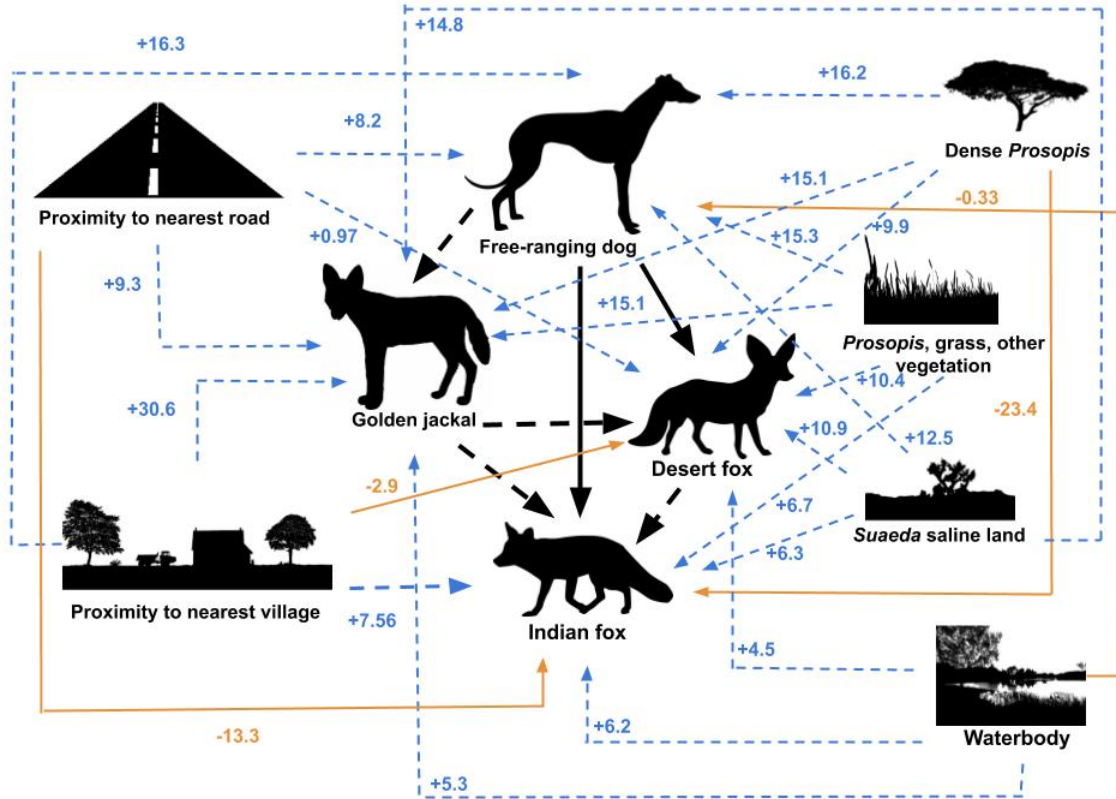 +14.8
+16.3
+16.2
+8.2
Dense Prosopis
+15.1
-0.33
Proximity to nearest road
+0.97
Free-ranging dog
+15.3
+9.9
+9.3
+15.1
Prosopis, grass, other
vegetation
+10.4
-23.4
+30.6
Golden jackal
+10.9
+12.5
Desert fox
-2.9
+6.7
Suaeda saline land
+6.3
Proximity to nearest village
+7.56
Indian fox
+4.5
-13.3
+6.2
Waterbody
+5.3